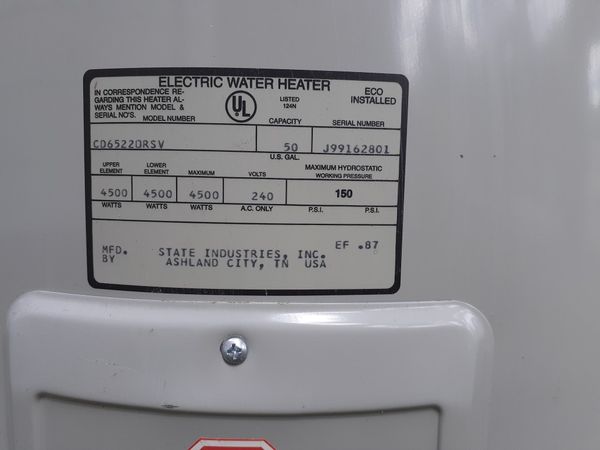 ELECTRIC WATER HEATER
IN CORRESPONDENCE RE-
GARDING THIS HEATER AL-
WAYS MENTION MODEL &
SERIAL NO'S.
UL
LISTED
124N
ECO
INSTALLED
MODEL NUMBER
CAPACITY
SERIAL NUMBER
CD6522DRSV
50
J99162801
U.S. GAL.
UPPER
ELEMENT
LOWER
ELEMENT
MAXIMUM
VOLTS
MAXIMUM HYDROSTATIC
WORKING PRESSURE
4500
4500
4500
240
150
WATTS
WATTS
WATTS
A.C. ONLY
P.S.I.
P.S.I.
MFD.
BY
STATE INDUSTRIES, INC.
ASHLAND CITY, TN USA
EF .87